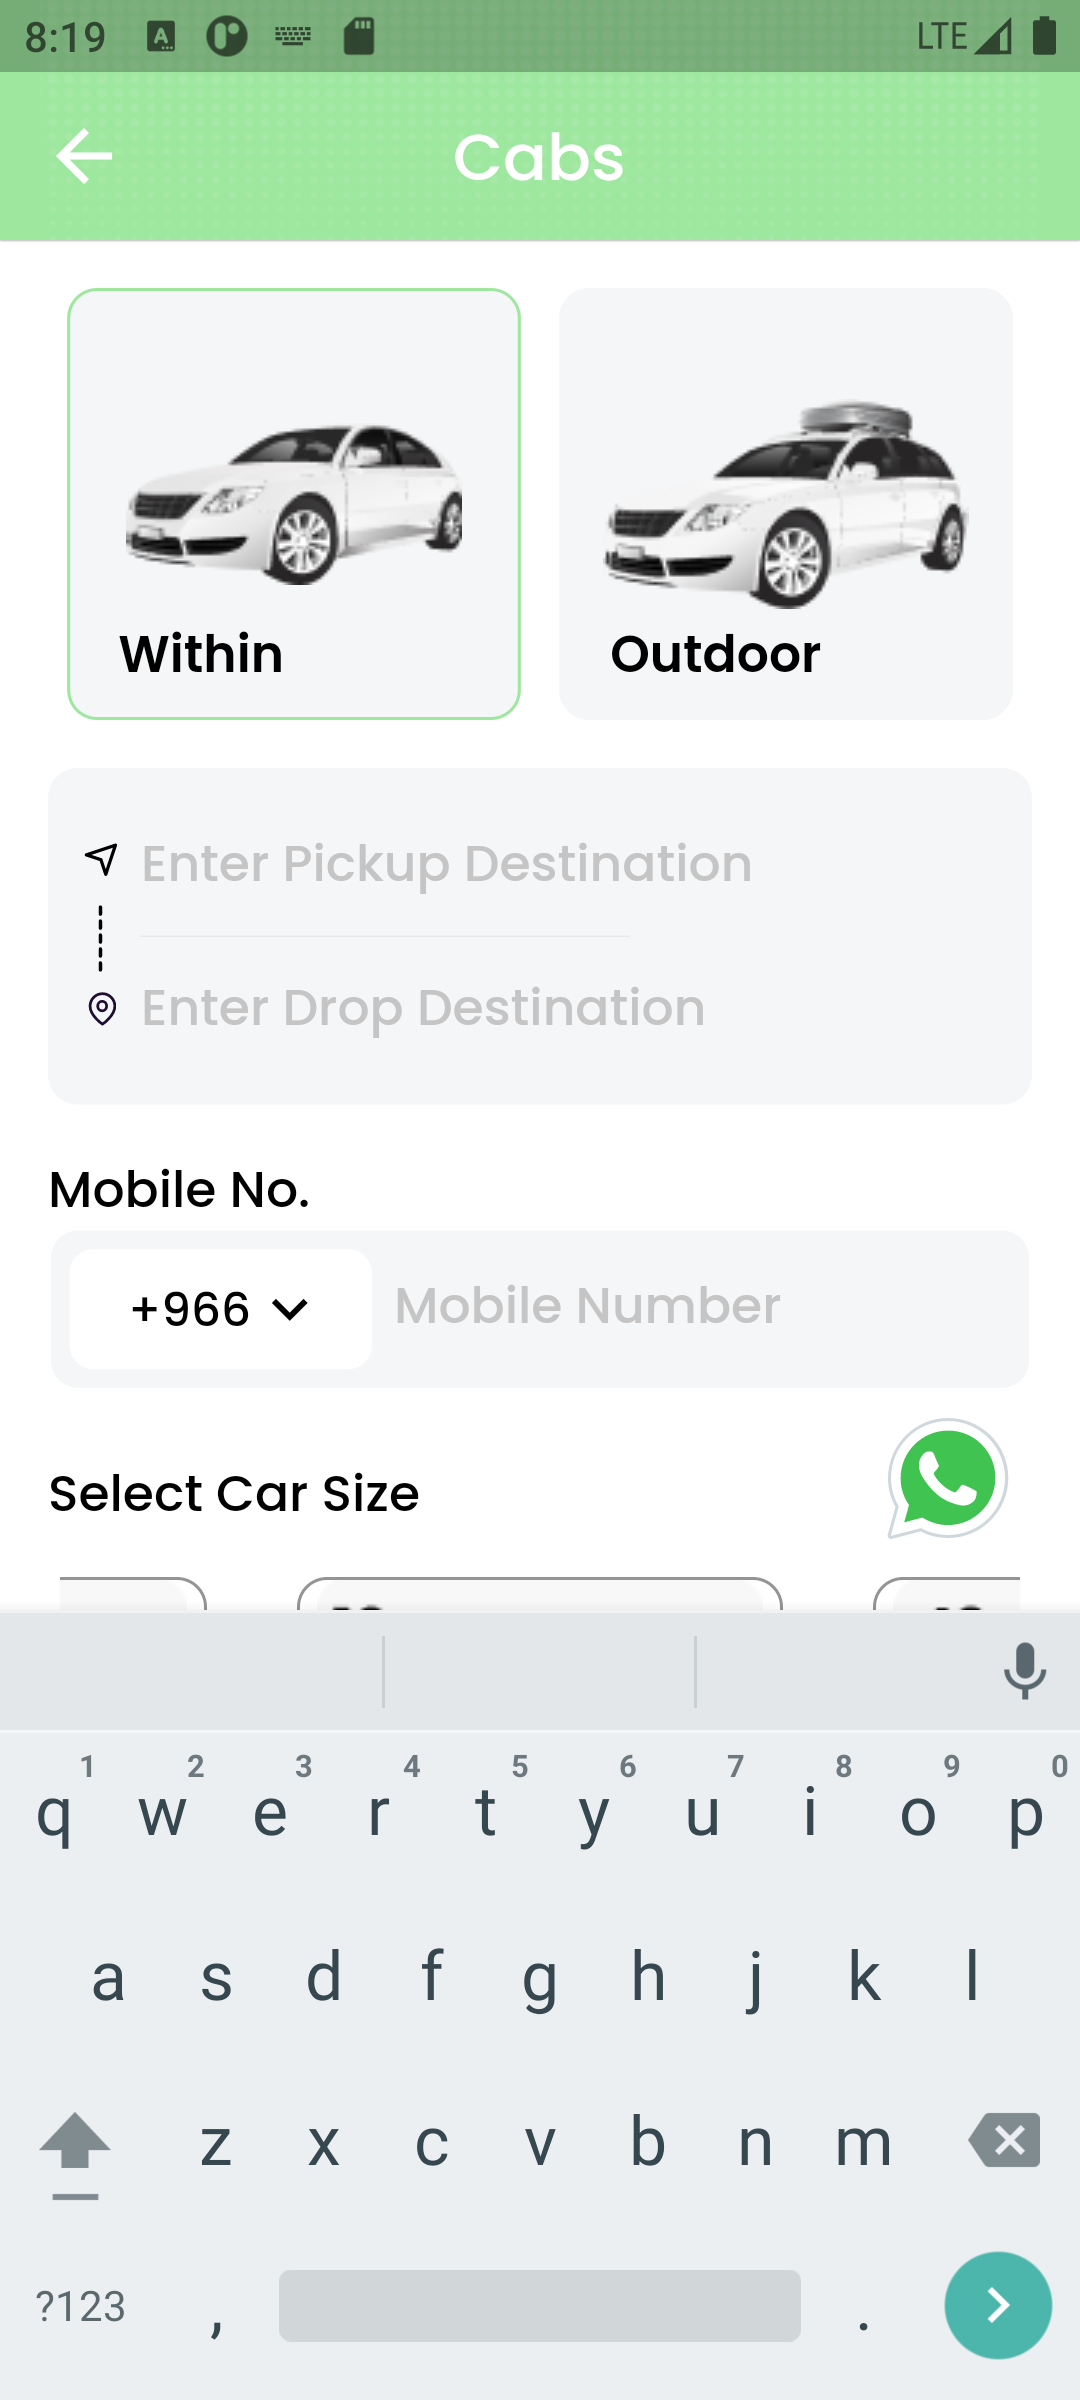 8:19 LTE
Cabs
Within Outdoor
Enter Pickup Destination
Enter Drop Destination
Mobile No.
+966 Mobile Number
Select Car Size
1 2 3 4 5 6 7 8 9 0
q w e r t y u i o p
a s d f g h j k l
z x c v b n m
?123 , .